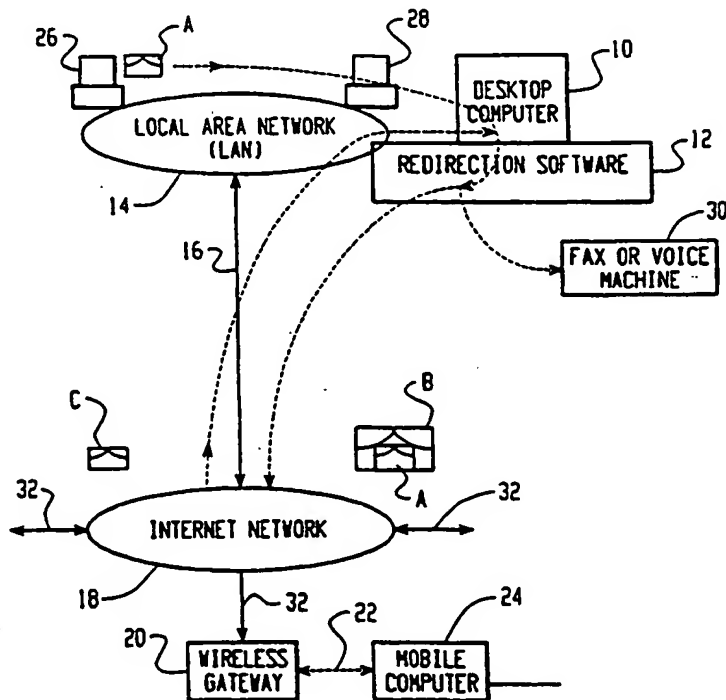 26
A
28
10
DESKTOP
COMPUTER
LOCAL AREA NETWORK
(LAN)
12
REDIRECTION SOFTWARE
14
30
16
FAX OR VOICE
MACHINE
C
B
A
32
32
INTERNET NETWORK
18
32
22
24
20
WIRELESS
GATEWAY
MOBILE
COMPUTER